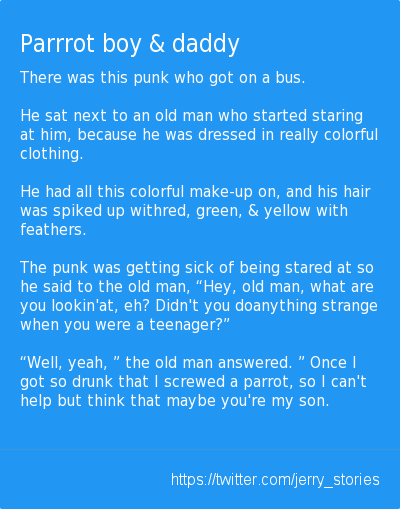 Parrrot boy & daddy
There was this punk who got on a bus.
He sat next to an old man who started staring
at him, because he was dressed in really colorful
clothing.
He had all this colorful make-up on, and his hair
was spiked up withred, green, & yellow with
feathers.
The punk was getting sick of being stared at so
he said to the old man, “Hey, old man, what are
you lookin'at, eh? Didn't you doanything strange
when you were a teenager?”
“Well, yeah, ” the old man answered. ” Once I
got so drunk that I screwed a parrot, so I can't
help but think that maybe you're my son.
https://twitter.com/jerry_stories